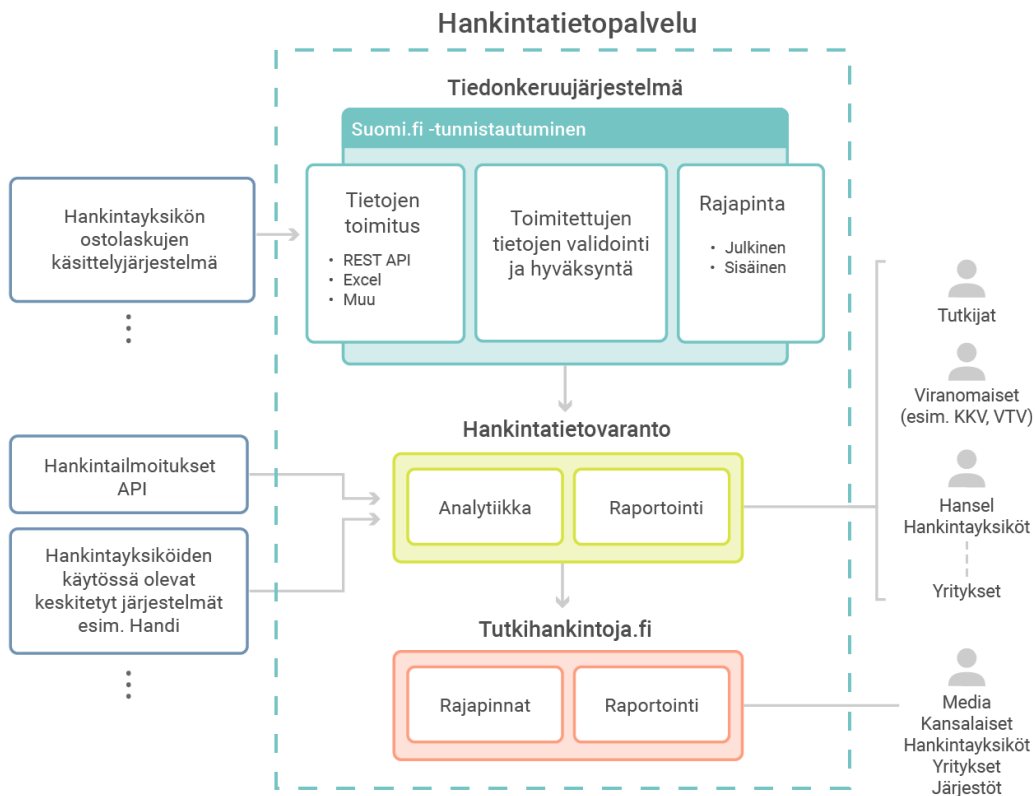 Hankintatietopalvelu
Tiedonkeruujärjestelmä
Suomi.fi -tunnistautuminen
Hankintayksikön
ostolaskujen
käsittelyjärjestelmä
Tietojen
toimitus
• REST API
• Excel
• Muu
Toimitettujen
tietojen validointi
ja hyväksyntä
Rajapinta
• Julkinen
• Sisäinen
Hankintailmoitukset
API
Hankintayksiköiden
käytössä olevat
keskitetyt järjestelmät
esim. Handi
Hankintatietovaranto
Analytiikka
Raportointi
Tutkihankintoja.fi
Rajapinnat
Raportointi
Tutkijat
Viranomaiset
(esim. KKV, VTV)
Hansel
Hankintayksiköt
Yritykset
Media
Kansalaiset
Hankintayksiköt
Yritykset
Järjestöt